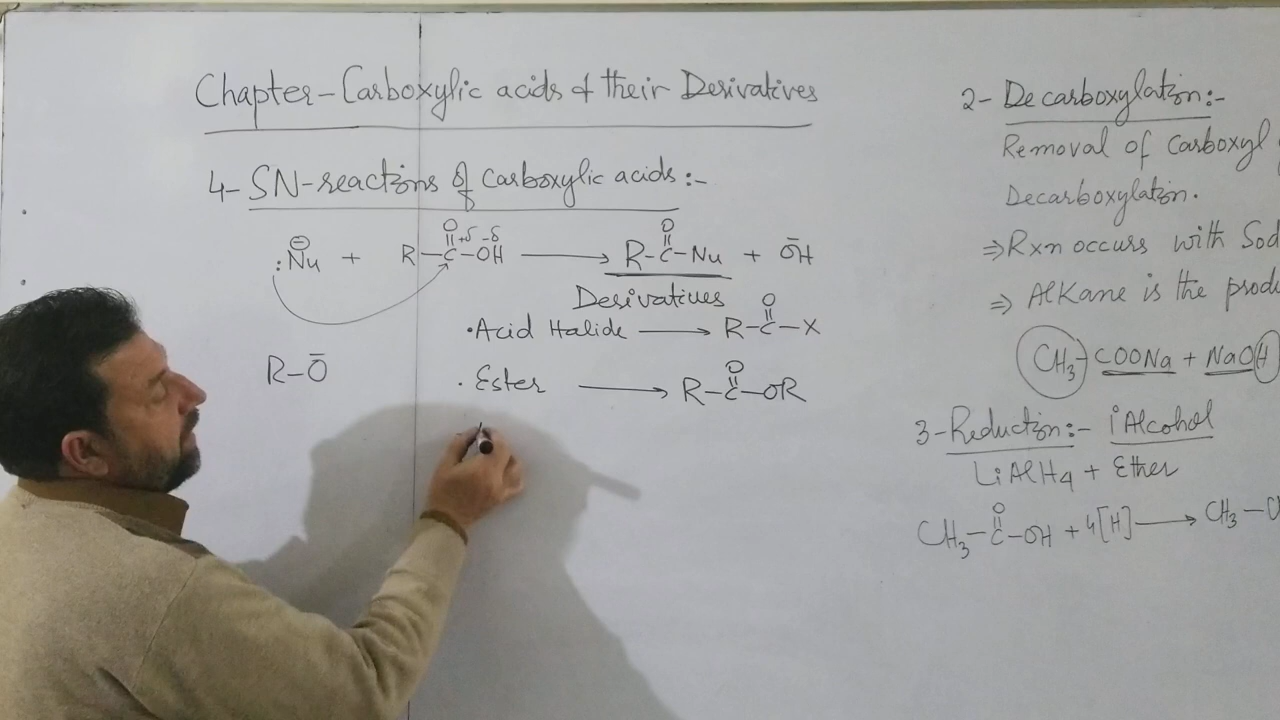 Chapter-Carboxylic acids & their Derivatives
4- SN-reactions of Carboxylic acids:-
:Nu⊖ + R-C(=O)-OH ⟶ R-C(=O)-Nu + ŌH
+δ -δ
Derivatives
•Acid Halide ⟶ R-C(=O)-X
R-Ō
•Ester ⟶ R-C(=O)-OR
2- Decarboxylation:-
Removal of Carboxyl
Decarboxylation.
⇒Rxn occurs with Sod
⇒ Alkane is the produ
CH3-COONa + NaOH
3-Reduction:- i Alcohol
LiAlH4 + Ether
CH3-C(=O)-OH + 4[H] ⟶ CH3-C